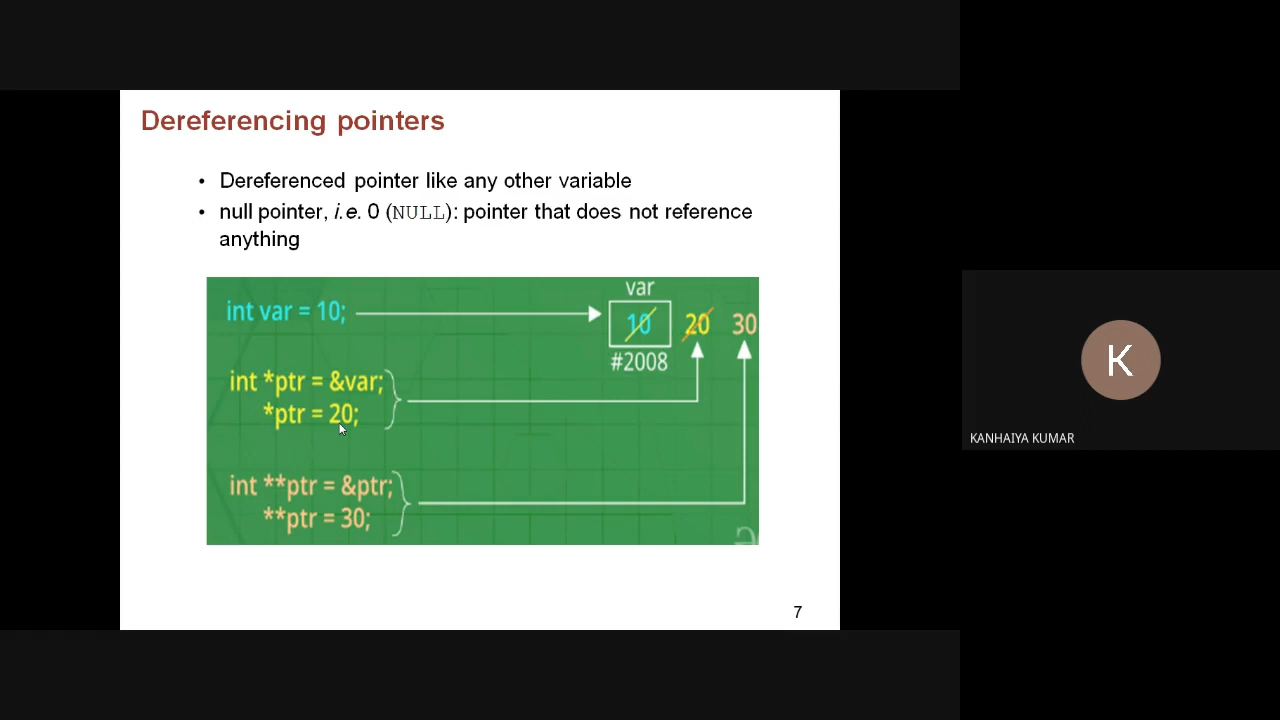 Dereferencing pointers
• Dereferenced pointer like any other variable
• null pointer, i.e. 0 (NULL): pointer that does not reference
anything
var
int var = 10; 10 20 30
#2008
int *ptr = &var;
*ptr = 20;
int **ptr = &ptr;
**ptr = 30;
7
K
KANHAIYA KUMAR